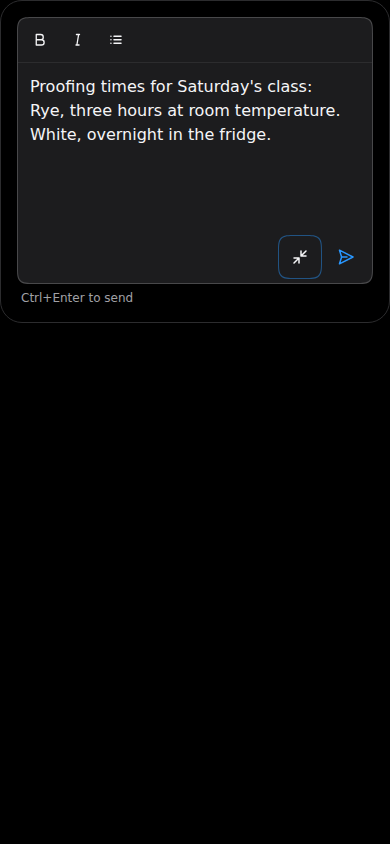 Proofing times for Saturday's class:
Rye, three hours at room temperature.
White, overnight in the fridge.
Ctrl+Enter to send